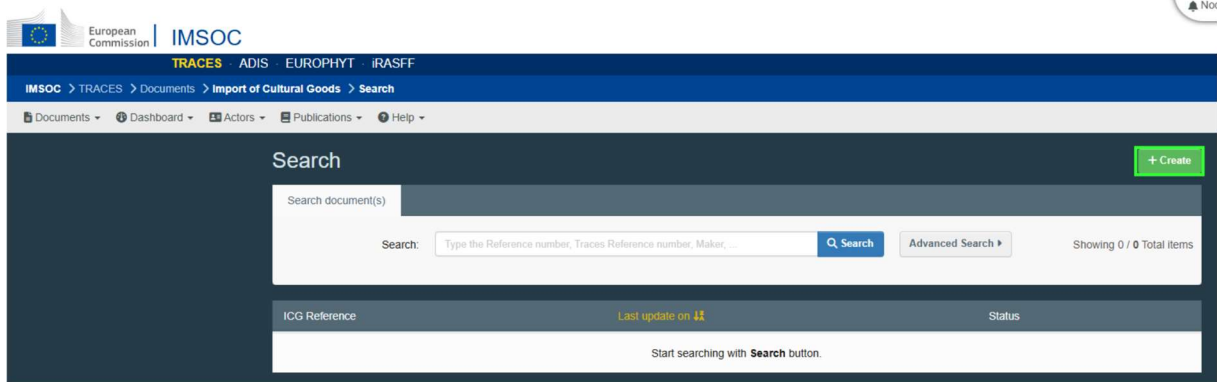 European
Commission
IMSOC
TRACES · ADIS · EUROPHYT · iRASFF
IMSOC > TRACES > Documents > Import of Cultural Goods > Search
Documents Dashboard Actors Publications Help
Search
+ Create
Search document(s)
Search: Type the Reference number, Traces Reference number, Maker, ... Search Advanced Search Showing 0 / 0 Total items
ICG Reference Last update on Status
Start searching with Search button.